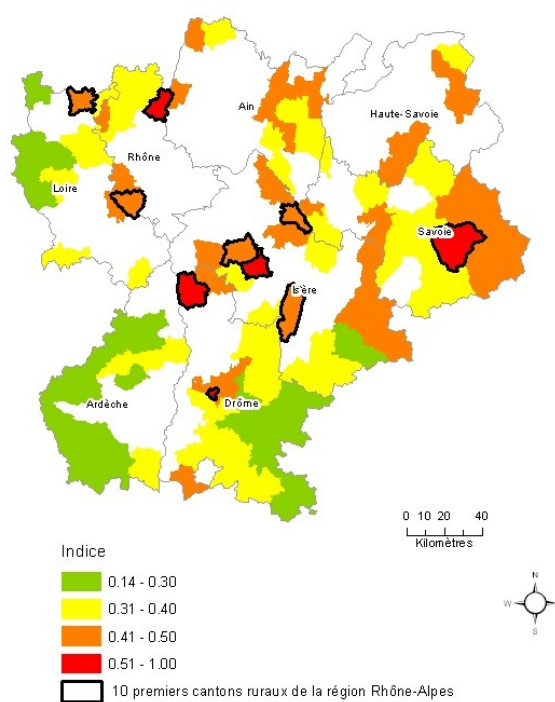 Ain
Haute-Savoie
Rhône
Loire
Savoie
Is'ère
Ardèche
Drôme
0 10 20 40
Kilomètres
Indice
0.14 - 0.30
0.31 - 0.40
0.41 - 0.50
0.51 - 1.00
10 premiers cantons ruraux de la région Rhône-Alpes
N
W
E
S